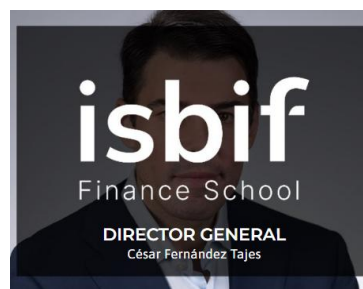 isbif
Finance School
DIRECTOR GENERAL
César Fernández Tajes